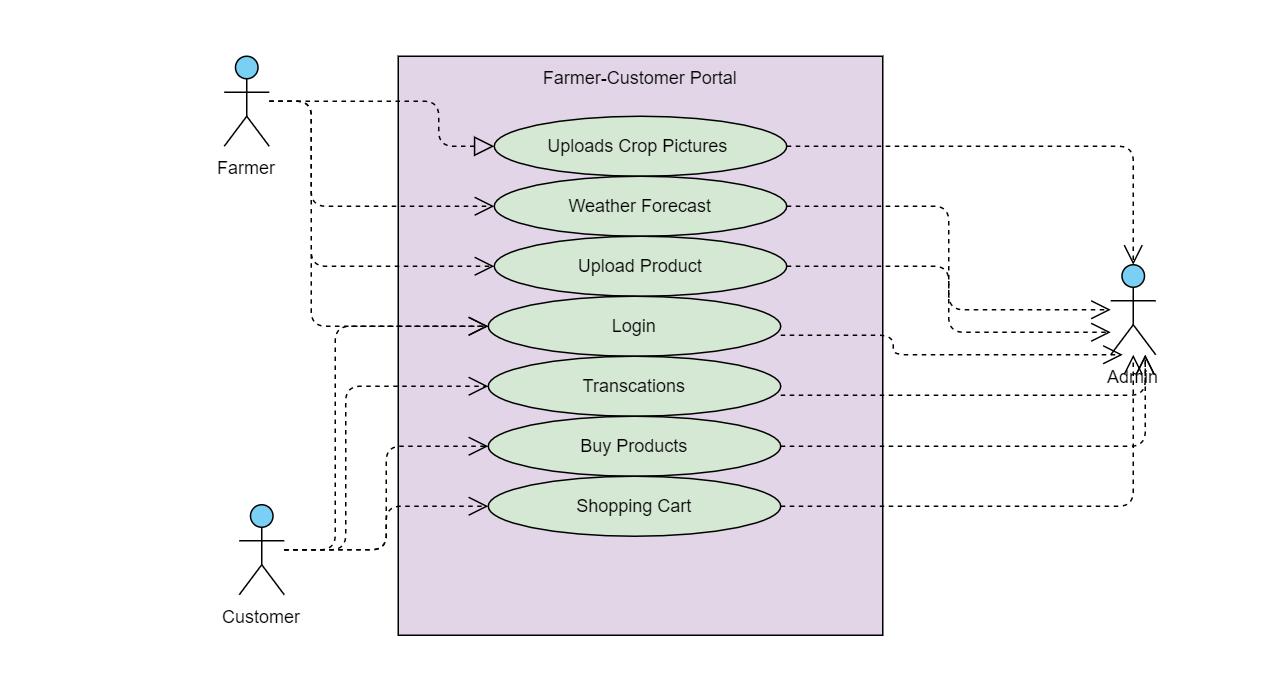 Farmer-Customer Portal
Farmer
Uploads Crop Pictures
Weather Forecast
Upload Product
Login
Transcations
Buy Products
Shopping Cart
Admin
Customer